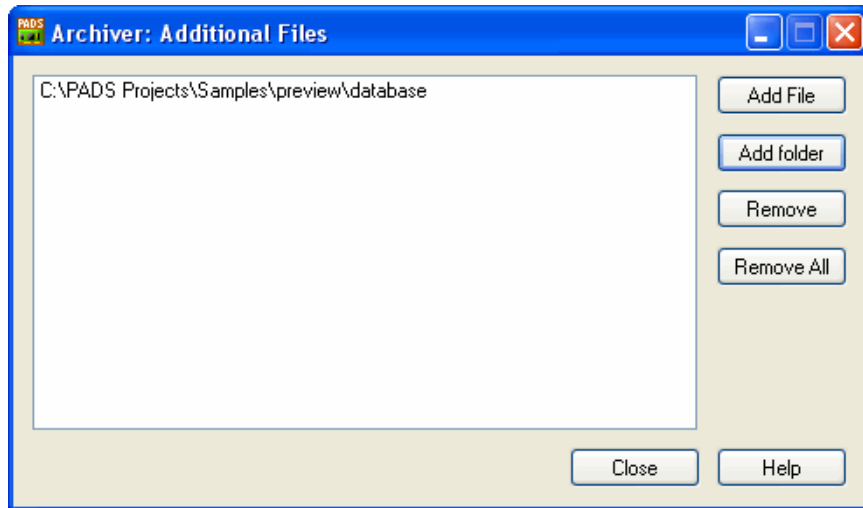 PADS
Archiver: Additional Files
C:\PADS Projects\Samples\preview\database
Add File
Add folder
Remove
Remove All
Close
Help